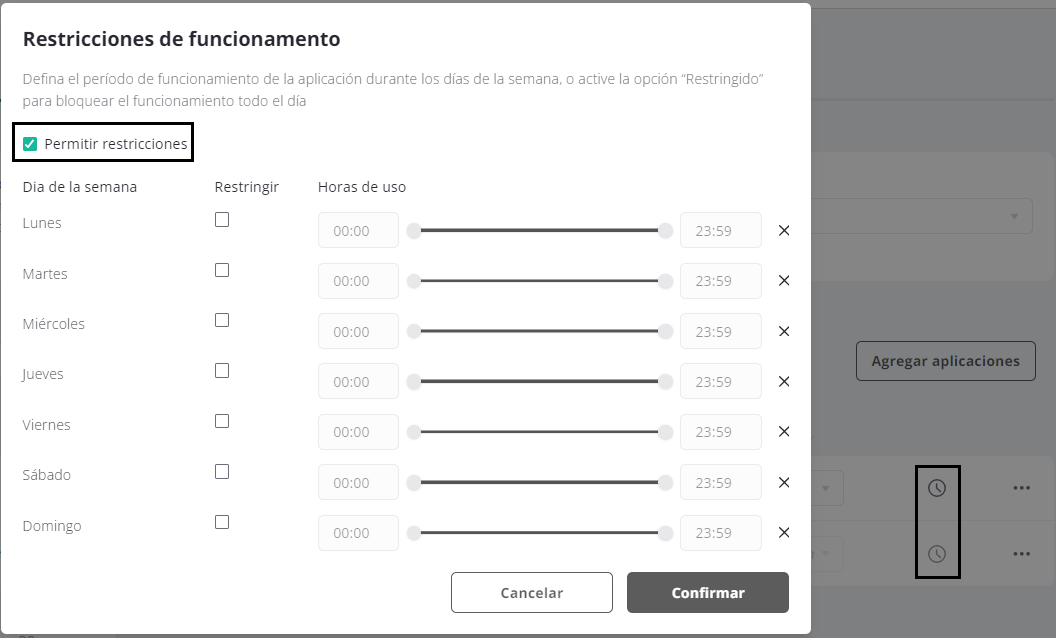 Restricciones de funcionamento
Defina el período de funcionamiento de la aplicación durante los días de la semana, o active la opción “Restringido”
para bloquear el funcionamiento todo el día
Permitir restricciones
Dia de la semana Restringir Horas de uso
Lunes 00:00 23:59
Martes 00:00 23:59
Miércoles 00:00 23:59
Jueves 00:00 23:59
Viernes 00:00 23:59
Sábado 00:00 23:59
Domingo 00:00 23:59
Cancelar Confirmar
Agregar aplicaciones